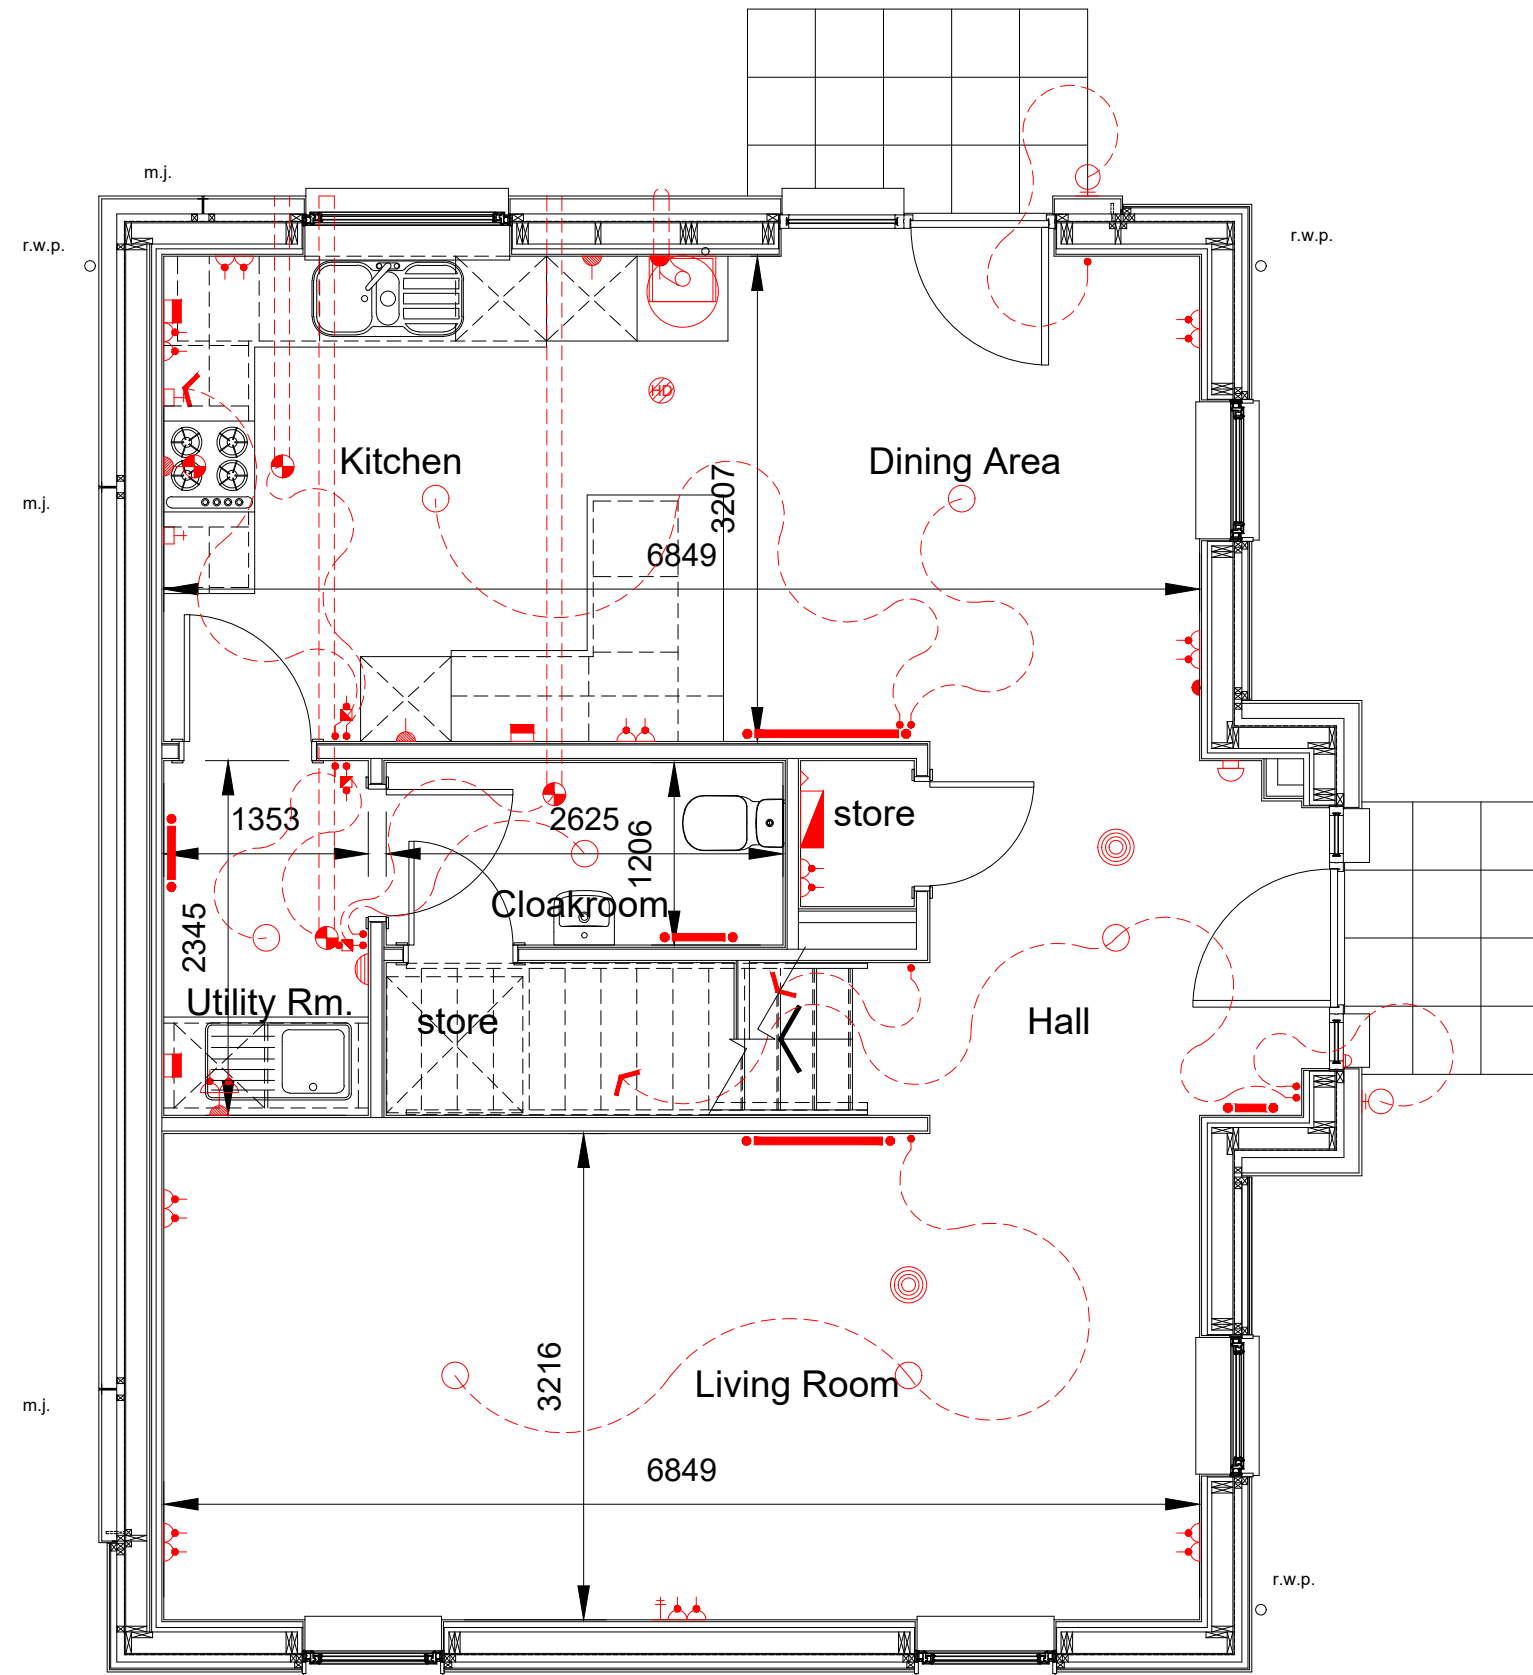 m.j.
r.w.p.
r.w.p.
HD
Kitchen
Dining Area
m.j.
3207
6849
1353
2625
1206
store
Cloakroom
2345
Utility Rm.
store
Hall
3216
Living Room
m.j.
6849
r.w.p.